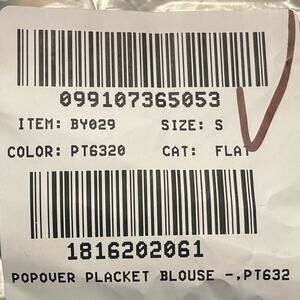 099107365053
ITEM: BY029 SIZE: S
COLOR: PT6320 CAT: FLAT
1816202061
POPOVER PLACKET BLOUSE -,PT632